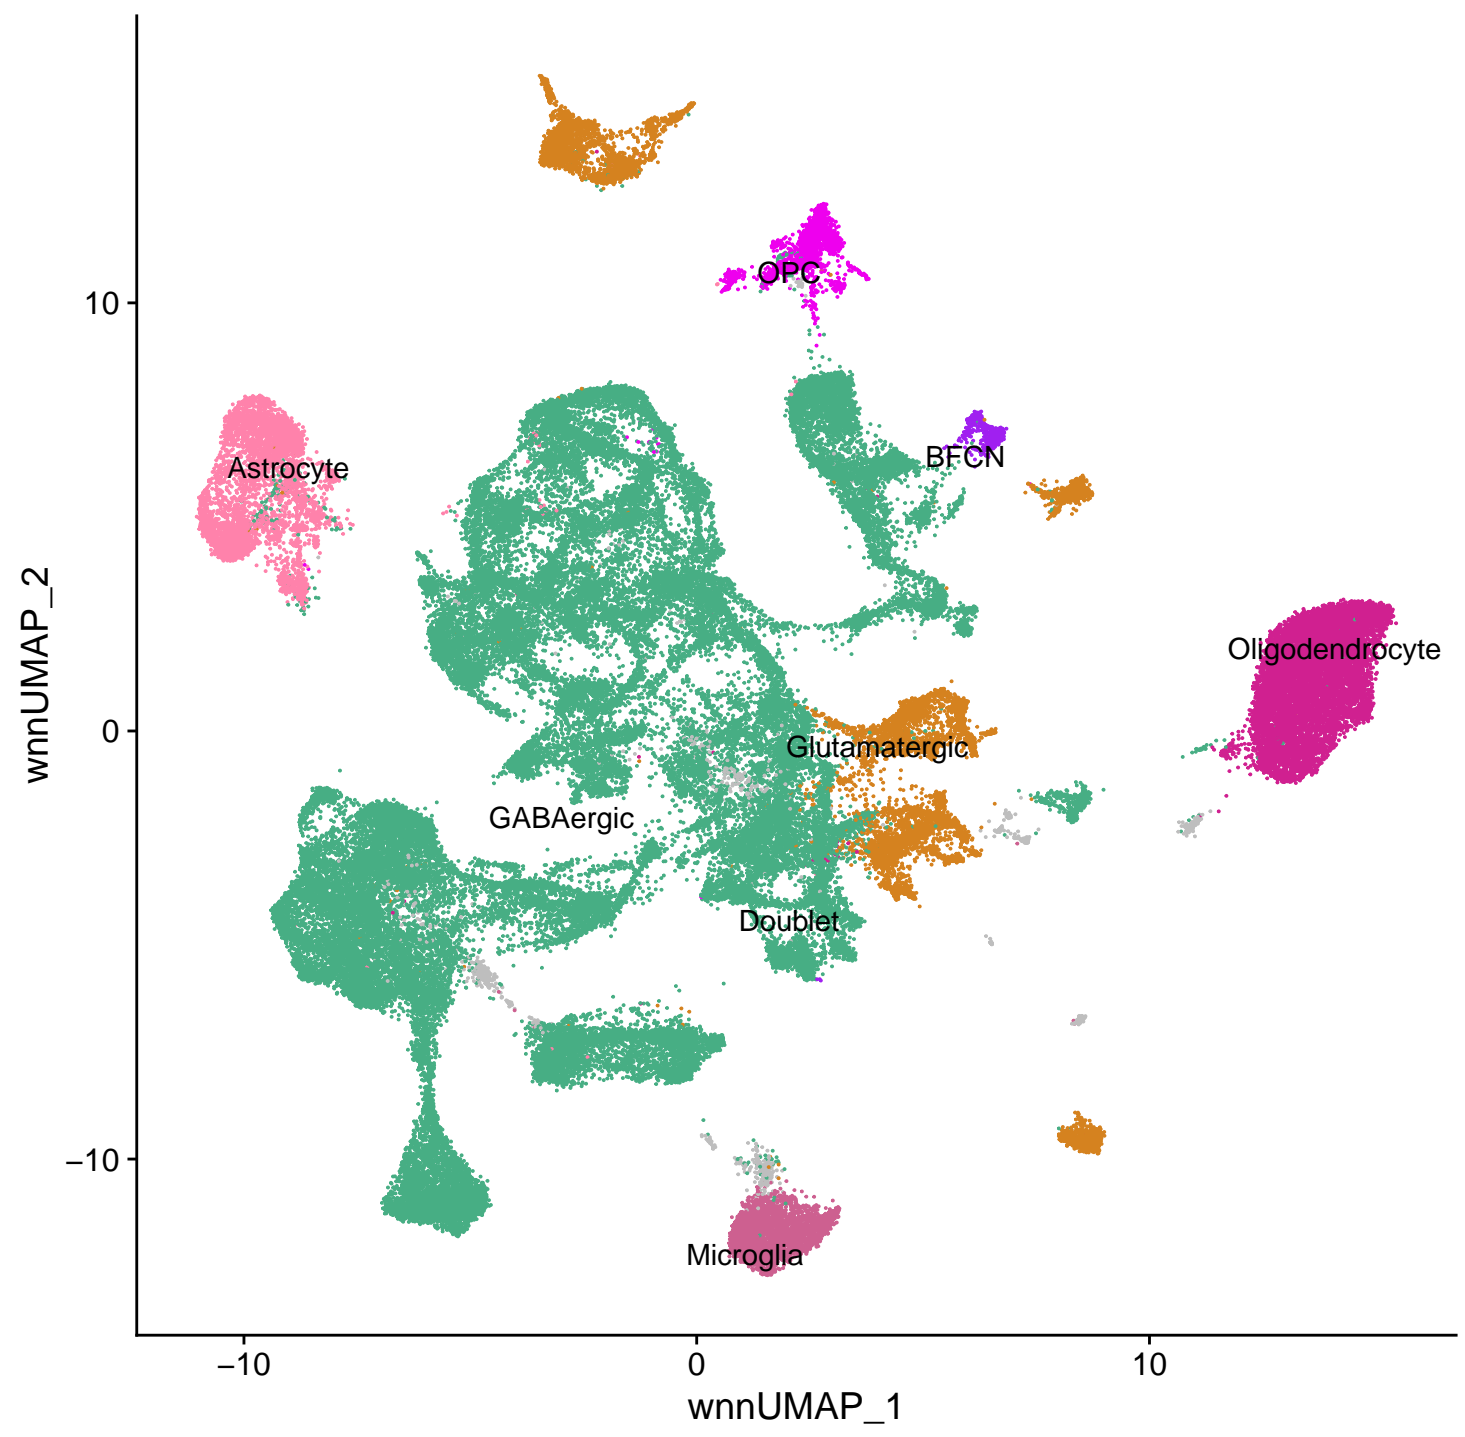 OPC
10
BFCN
Astrocyte
Oligodendrocyte
wnnUMAP_2
0
Glutamatergic
GABAergic
Doublet
−10
Microglia
−10
0
10
wnnUMAP_1